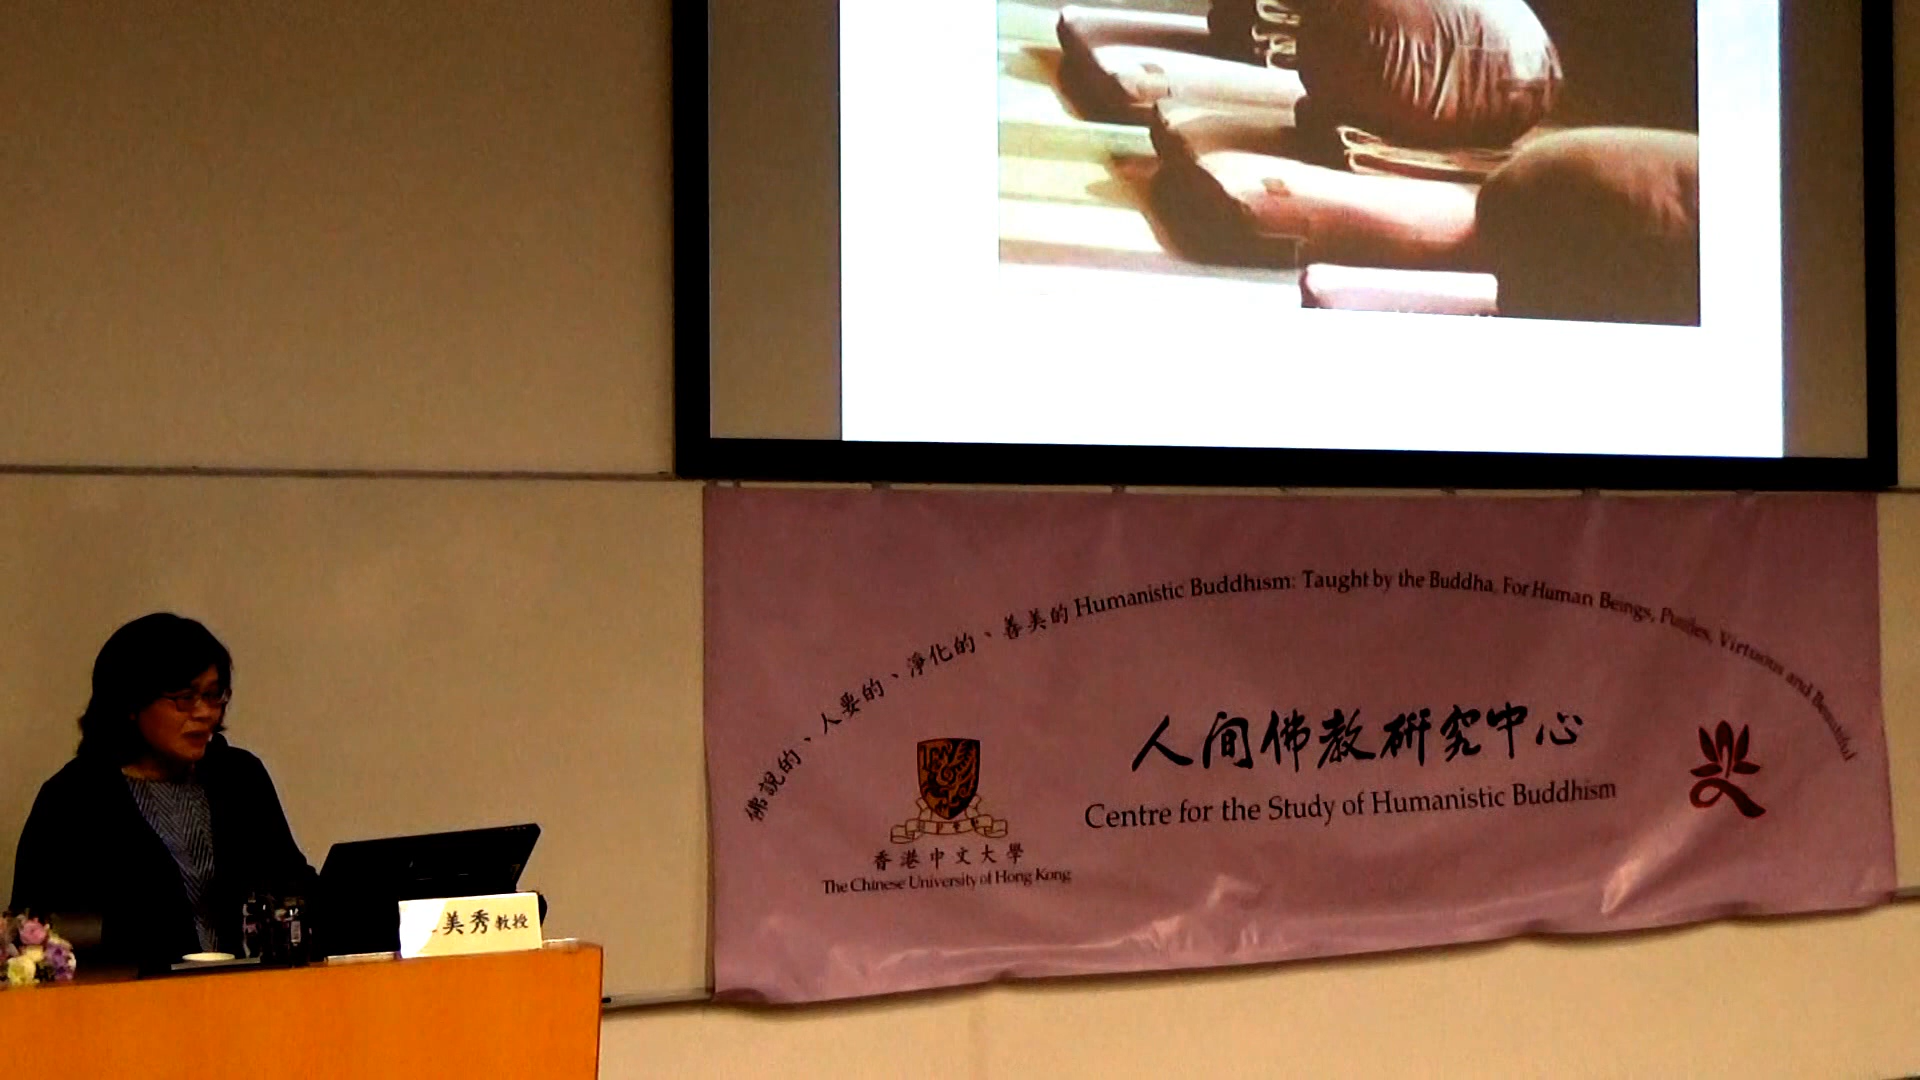 佛說的、人要的、淨化的、善美的 Humanistic Buddhism: Taught by the Buddha, For Human Beings, Purifies, Virtuous and Beautiful
人间佛教研究中心
Centre for the Study of Humanistic Buddhism
香港中文大學
The Chinese University of Hong Kong
美秀教授